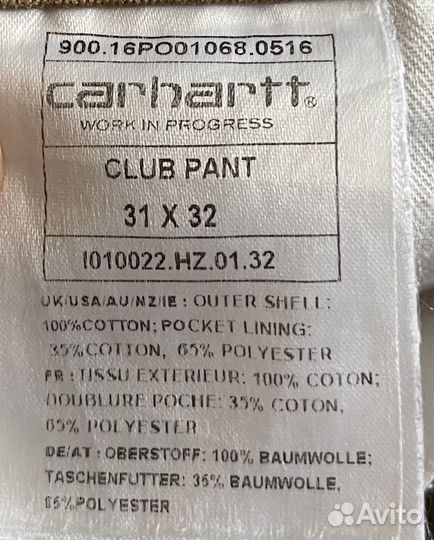 900.16PO01068.0516
carhartt®
WORK IN PROGRESS
CLUB PANT
31 X 32
I010022.HZ.01.32
UK/USA/AU/NZ/IE : OUTER SHELL:
100%COTTON; POCKET LINING:
35%COTTON, 65% POLYESTER
FR : TISSU EXTERIEUR: 100% COTON;
DOUBLURE POCHE: 35% COTON,
65% POLYESTER
DE/AT : OBERSTOFF: 100% BAUMWOLLE;
TASCHENFUTTER: 35% BAUMWOLLE,
65%POLYESTER
Avito